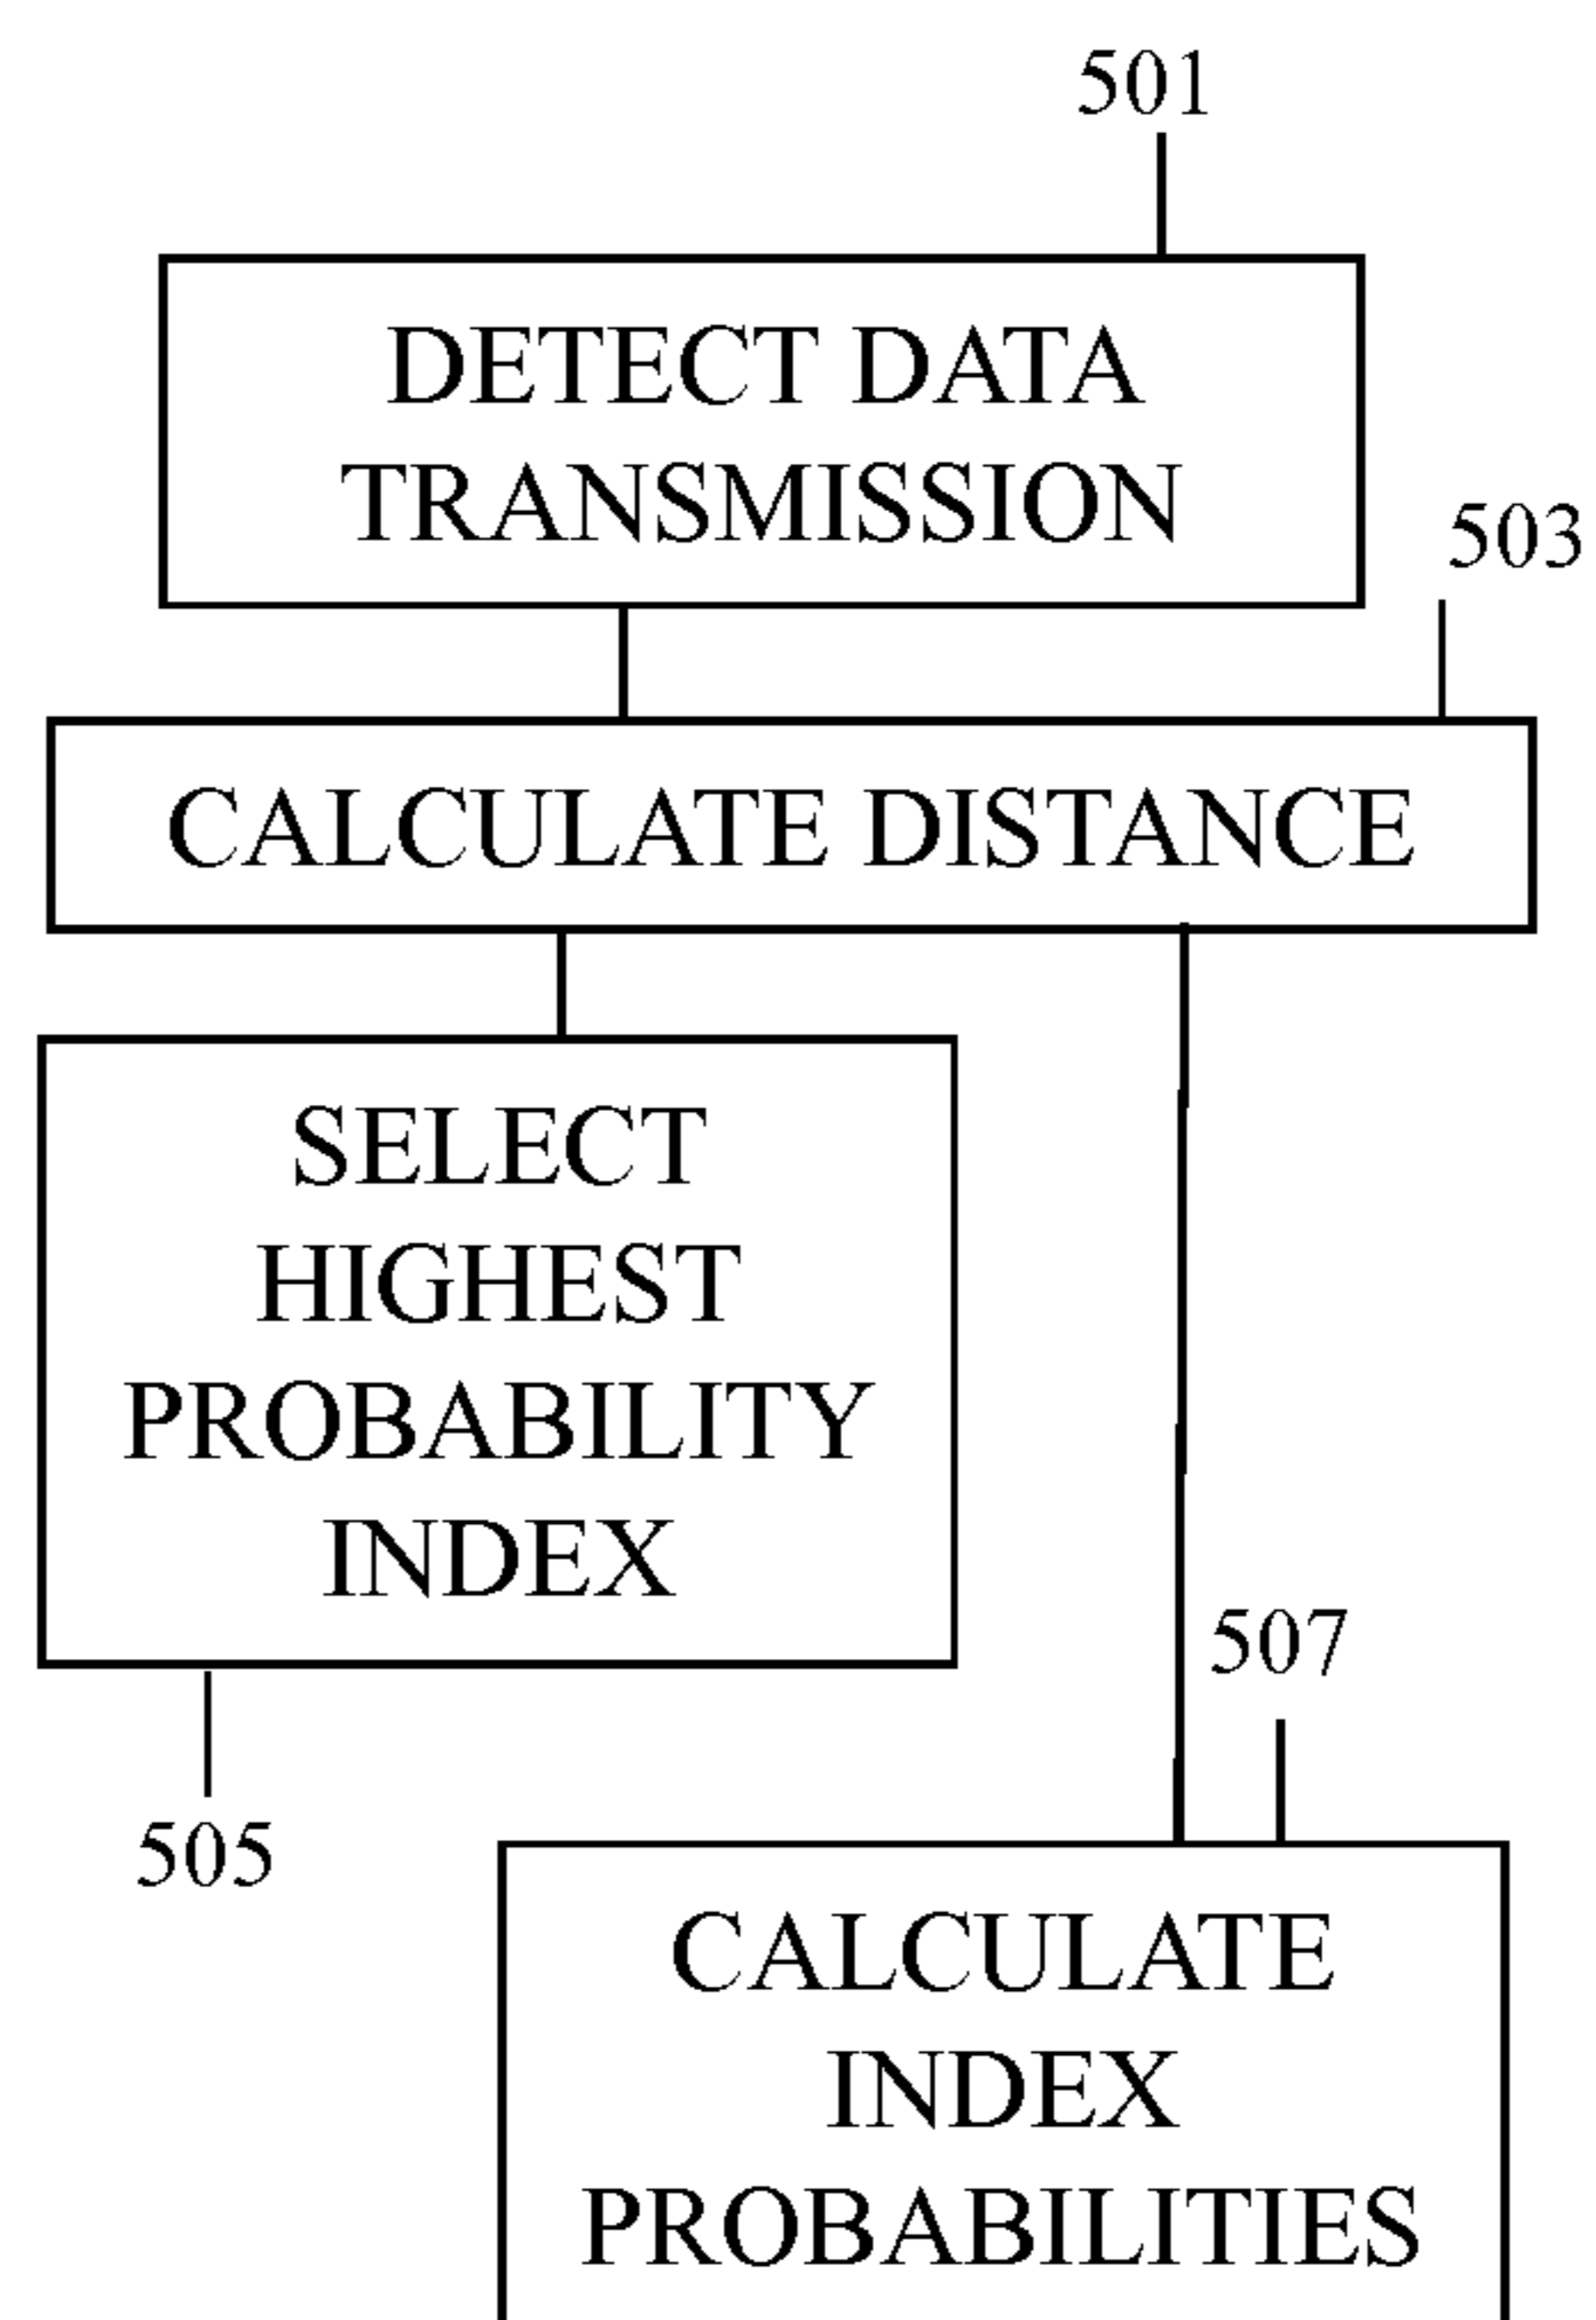 501
DETECT DATA
TRANSMISSION
503
CALCULATE DISTANCE
SELECT
HIGHEST
PROBABILITY
INDEX
507
505
CALCULATE
INDEX
PROBABILITIES